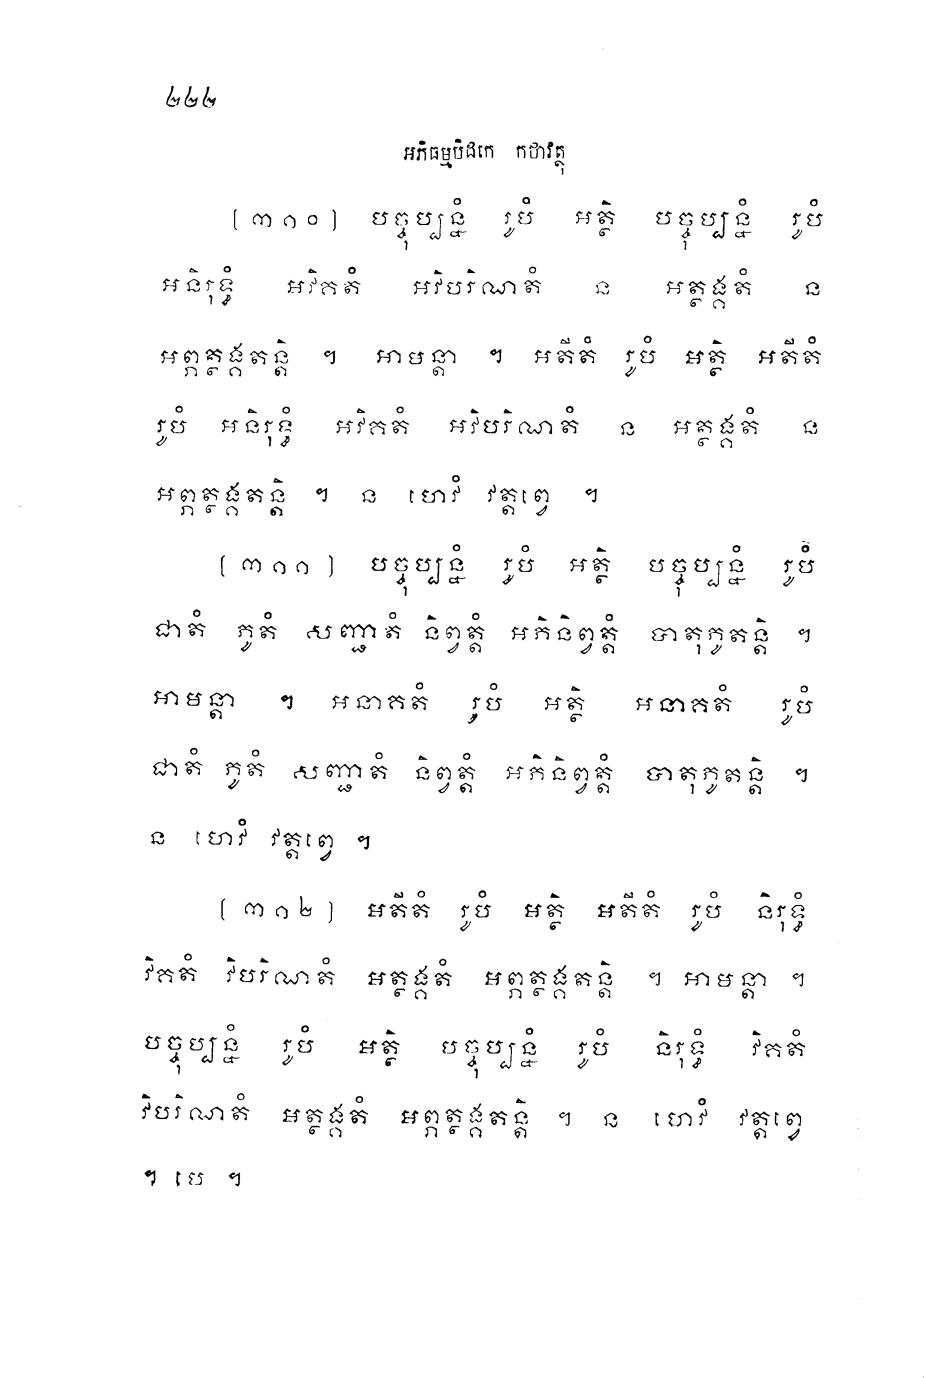 ២២២
អភិធម្មបិដកេ កថាវត្ថុ
(៣១០) បច្ចុប្បន្នំ រូបំ អត្ថិ បច្ចុប្បន្នំ រូបំ
អនិរុទ្ធំ អវិគតំ អវិបរិណតំ ន អត្ថង្គតំ ន
អព្ភត្ថង្គតន្តិ ។ អាមន្តា ។ អតីតំ រូបំ អត្ថិ អតីតំ
រូបំ អនិរុទ្ធំ អវិគតំ អវិបរិណតំ ន អត្ថង្គតំ ន
អព្ភត្ថង្គតន្តិ ។ ន ហេវំ វត្តព្វេ ។
(៣១១) បច្ចុប្បន្នំ រូបំ អត្ថិ បច្ចុប្បន្នំ រូបំ
ជាតំ ភូតំ សញ្ជាតំ និព្វត្តំ អភិនិព្វត្តំ បាតុភូតន្តិ ។
អាមន្តា ។ អនាគតំ រូបំ អត្ថិ អនាគតំ រូបំ
ជាតំ ភូតំ សញ្ជាតំ និព្វត្តំ អភិនិព្វត្តំ បាតុភូតន្តិ ។
ន ហេវំ វត្តព្វេ ។
(៣១២) អតីតំ រូបំ អត្ថិ អតីតំ រូបំ និរុទ្ធំ
វិគតំ វិបរិណតំ អត្ថង្គតំ អព្ភត្ថង្គតន្តិ ។ អាមន្តា ។
បច្ចុប្បន្នំ រូបំ អត្ថិ បច្ចុប្បន្នំ រូបំ និរុទ្ធំ វិគតំ
វិបរិណតំ អត្ថង្គតំ អព្ភត្ថង្គតន្តិ ។ ន ហេវំ វត្តព្វេ
។ បេ ។